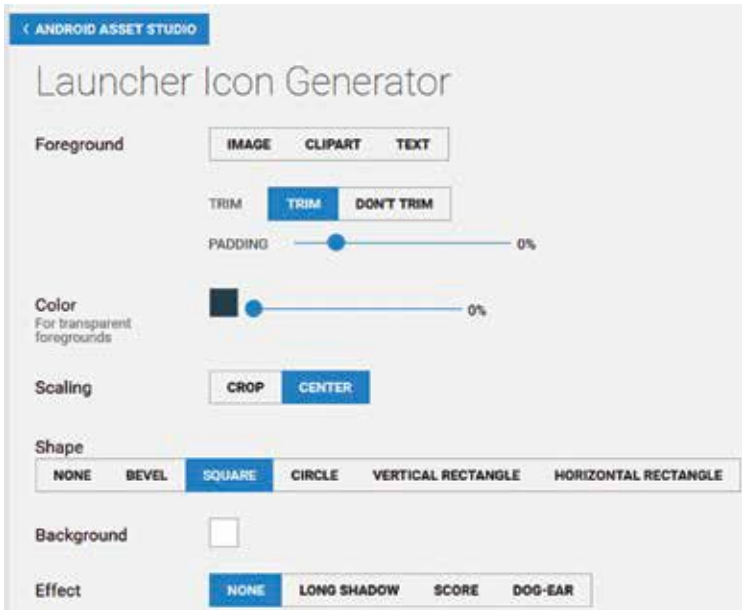 < ANDROID ASSET STUDIO
Launcher Icon Generator
Foreground IMAGE CLIPART TEXT
TRIM TRIM DON'T TRIM
PADDING 0%
Color 0%
For transparent
foregrounds
Scaling CROP CENTER
Shape
NONE BEVEL SQUARE CIRCLE VERTICAL RECTANGLE HORIZONTAL RECTANGLE
Background
Effect NONE LONG SHADOW SCORE DOG-EAR